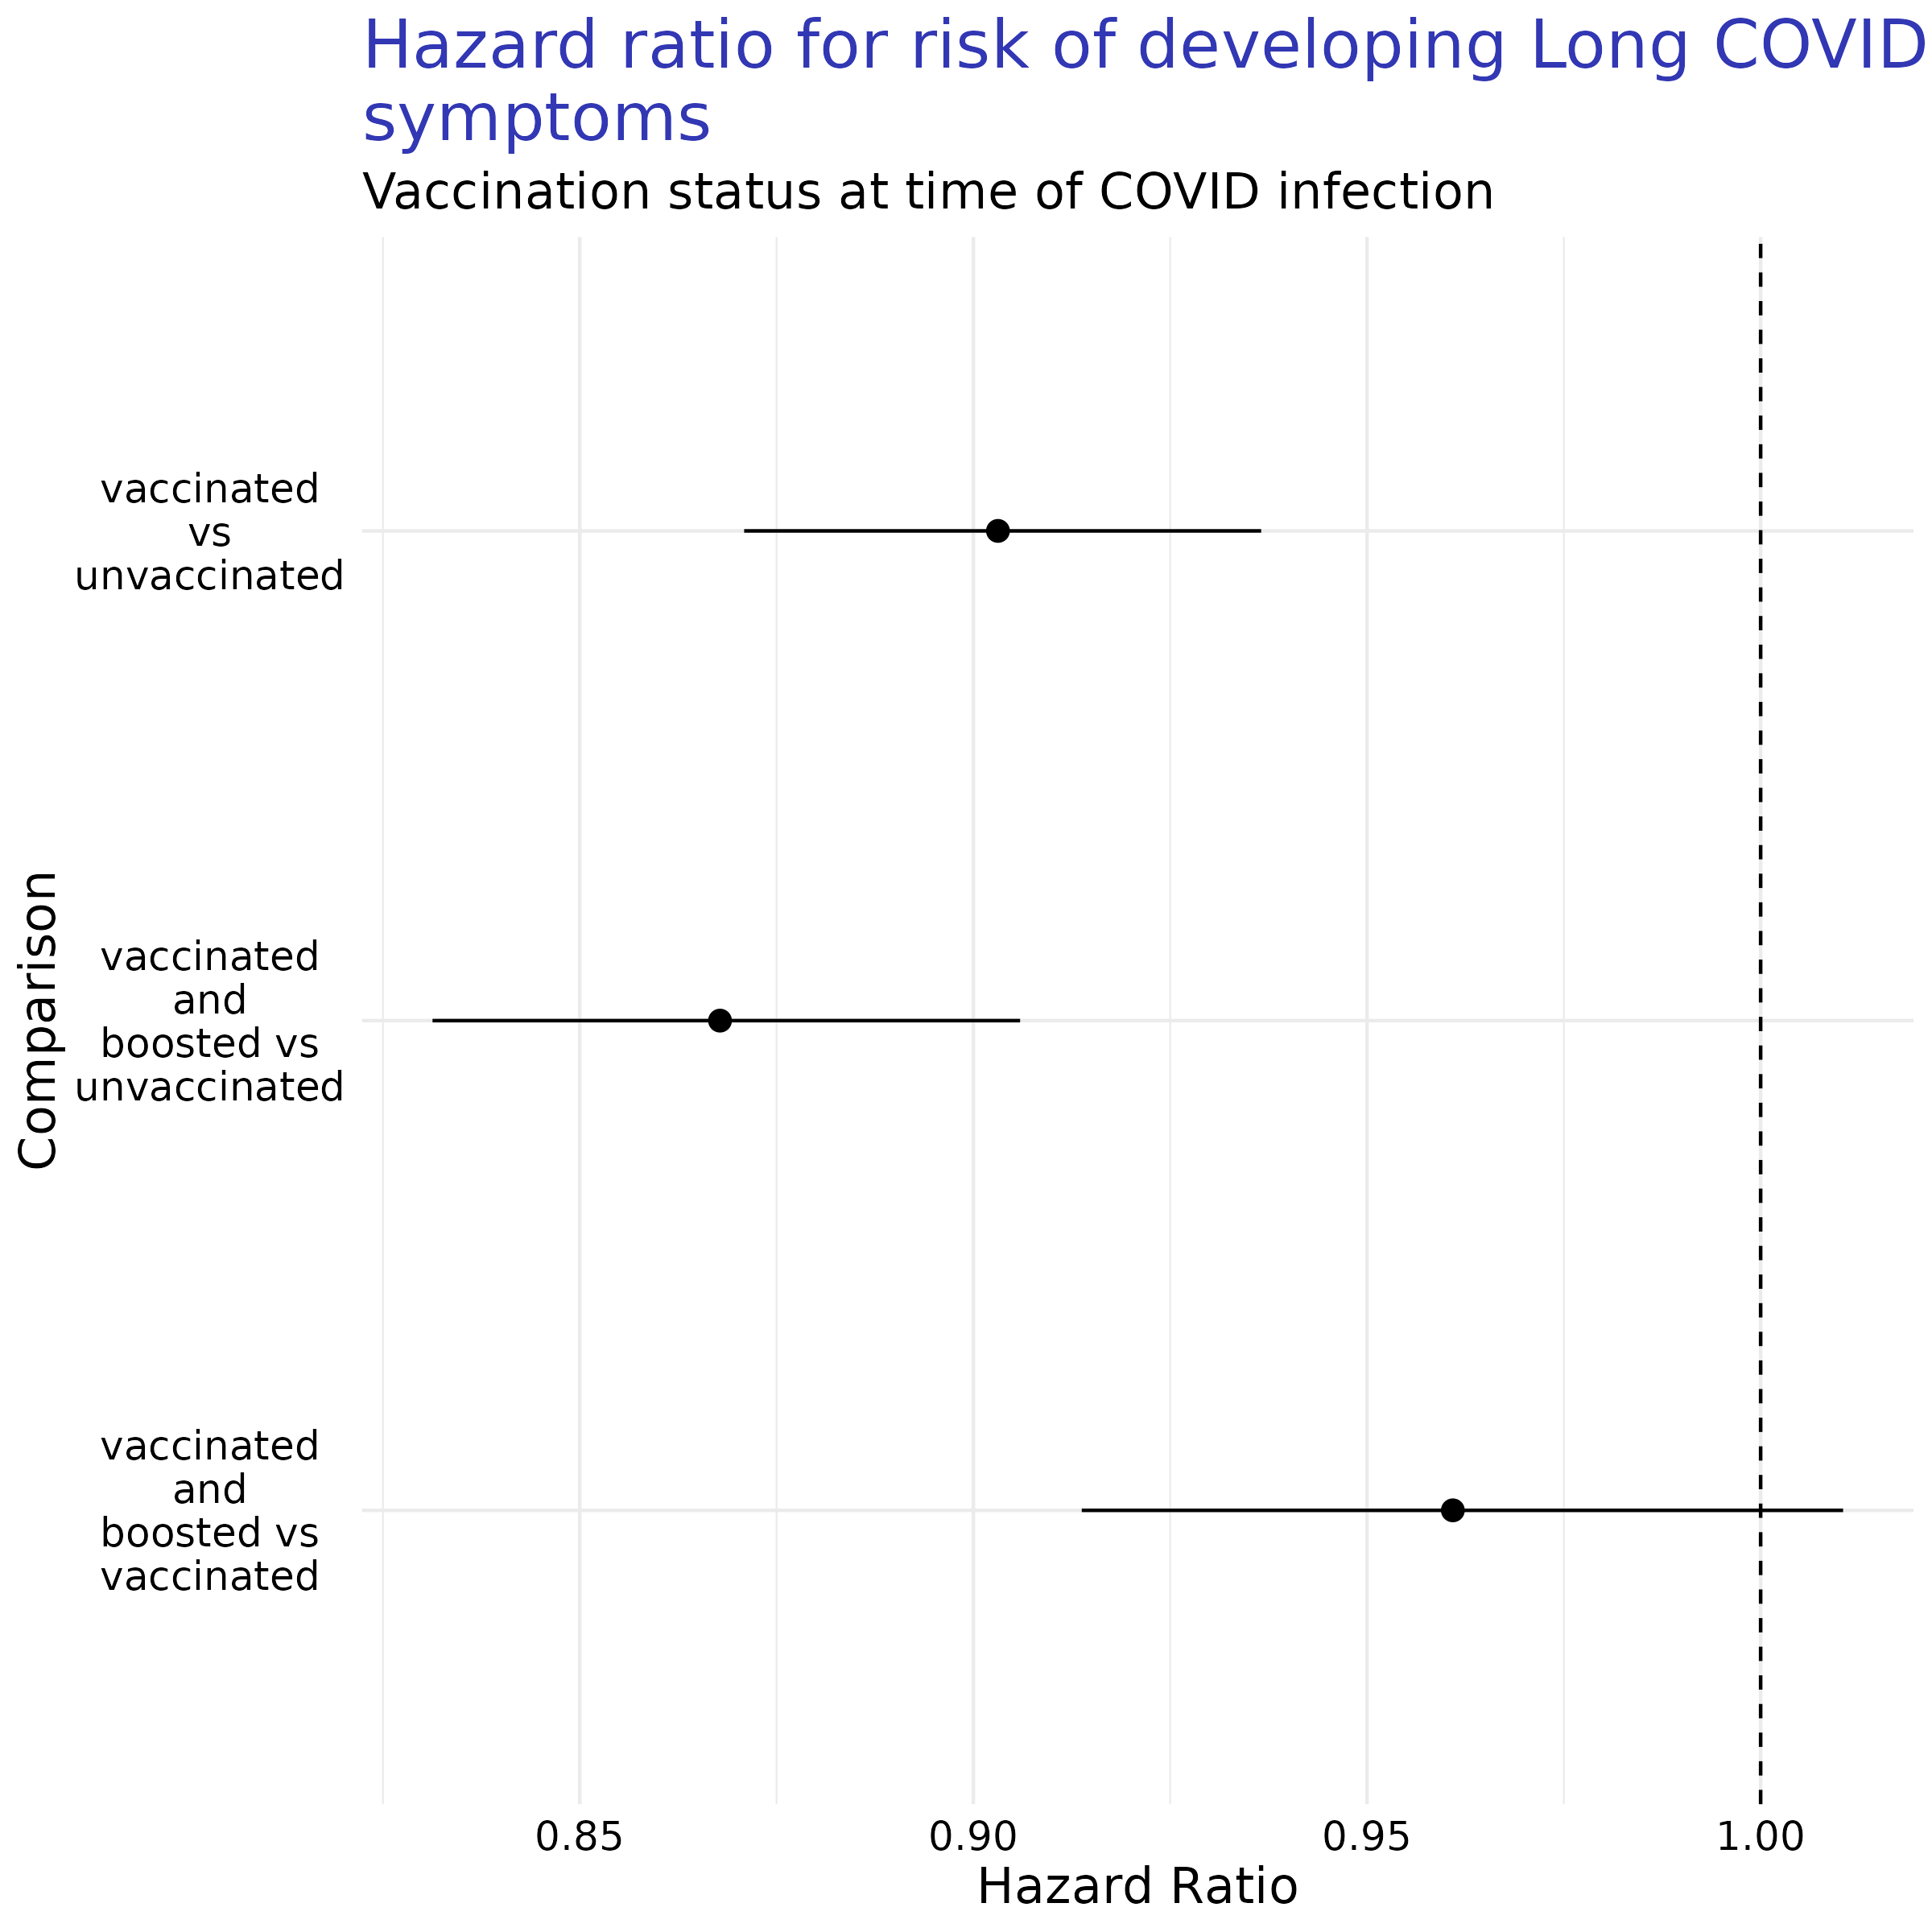 Hazard ratio for risk of developing Long COVID
symptoms
Vaccination status at time of COVID infection
Comparison
vaccinated
vs
unvaccinated
vaccinated
and
boosted vs
unvaccinated
vaccinated
and
boosted vs
vaccinated
0.85 0.90 0.95 1.00
Hazard Ratio